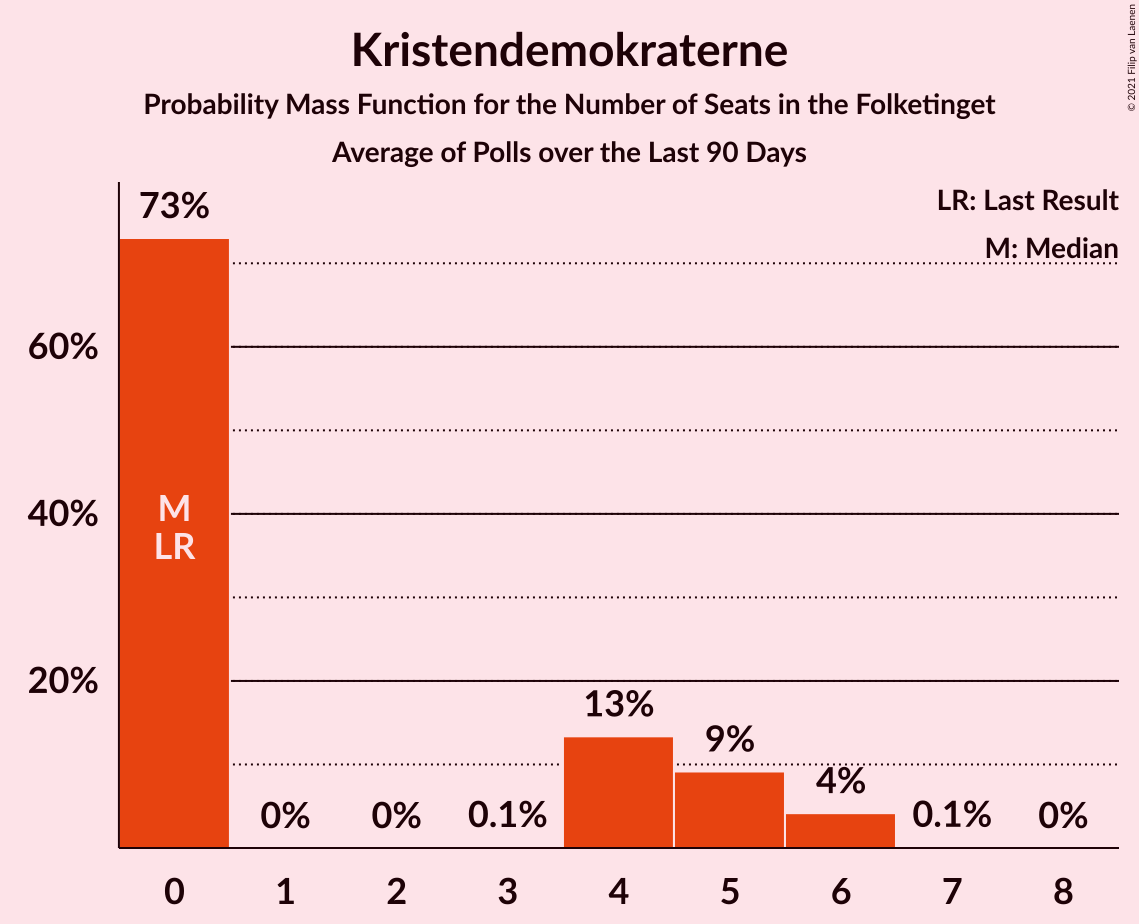 Kristendemokraterne
Probability Mass Function for the Number of Seats in the Folketinget
Average of Polls over the Last 90 Days
© 2021 Filip van Laenen
LR: Last Result
M: Median
73%
60%
40%
20%
M
LR
0%
0%
0.1%
13%
9%
4%
0.1%
0%
0 1 2 3 4 5 6 7 8